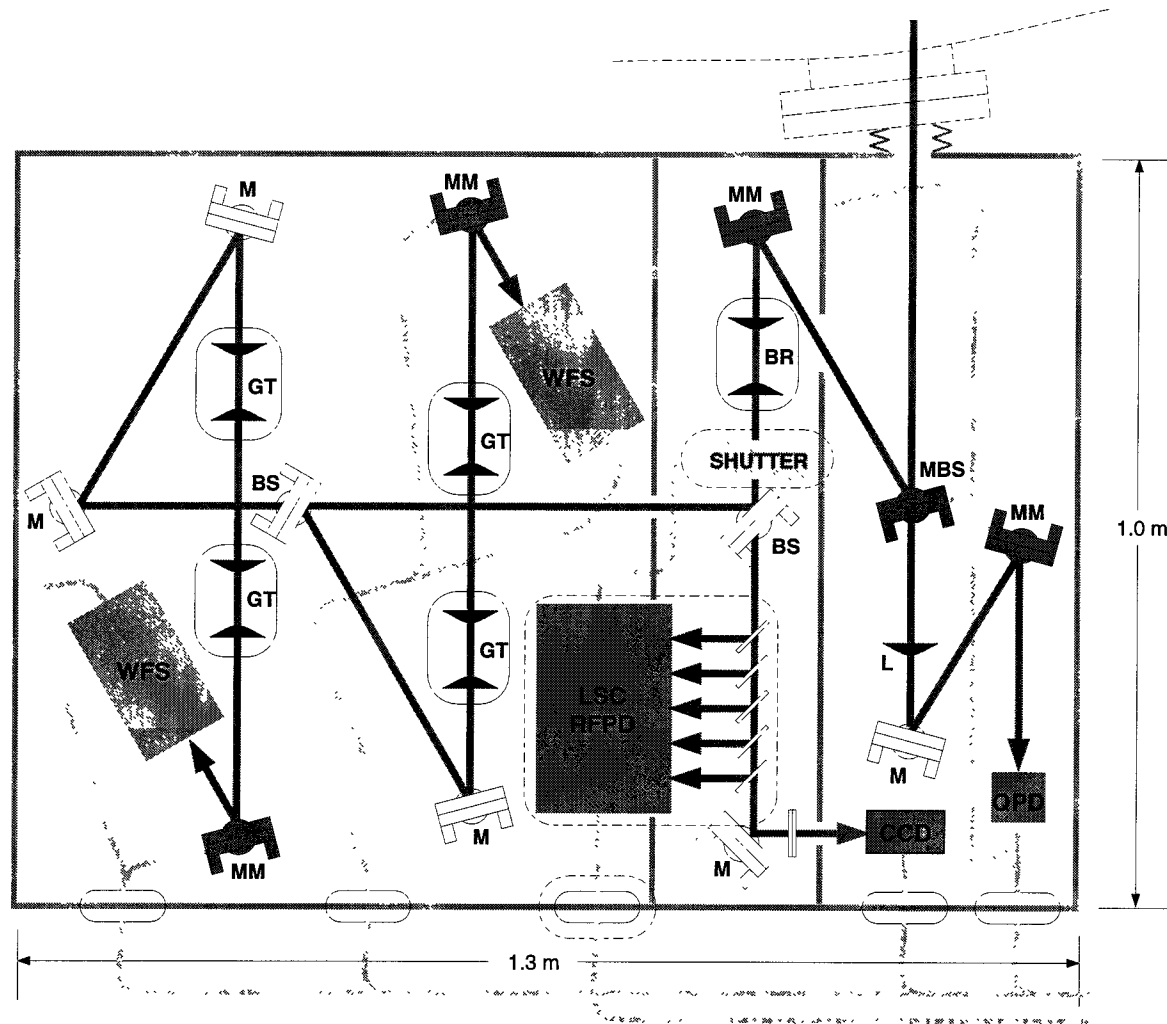 M
MM
MM
BR
GT
WFS
GT
SHUTTER
BS
MBS
MM
M
BS
1.0 m
GT
GT
WFS
L
LSC
RFPD
M
QPD
CCD
M
M
MM
1.3 m